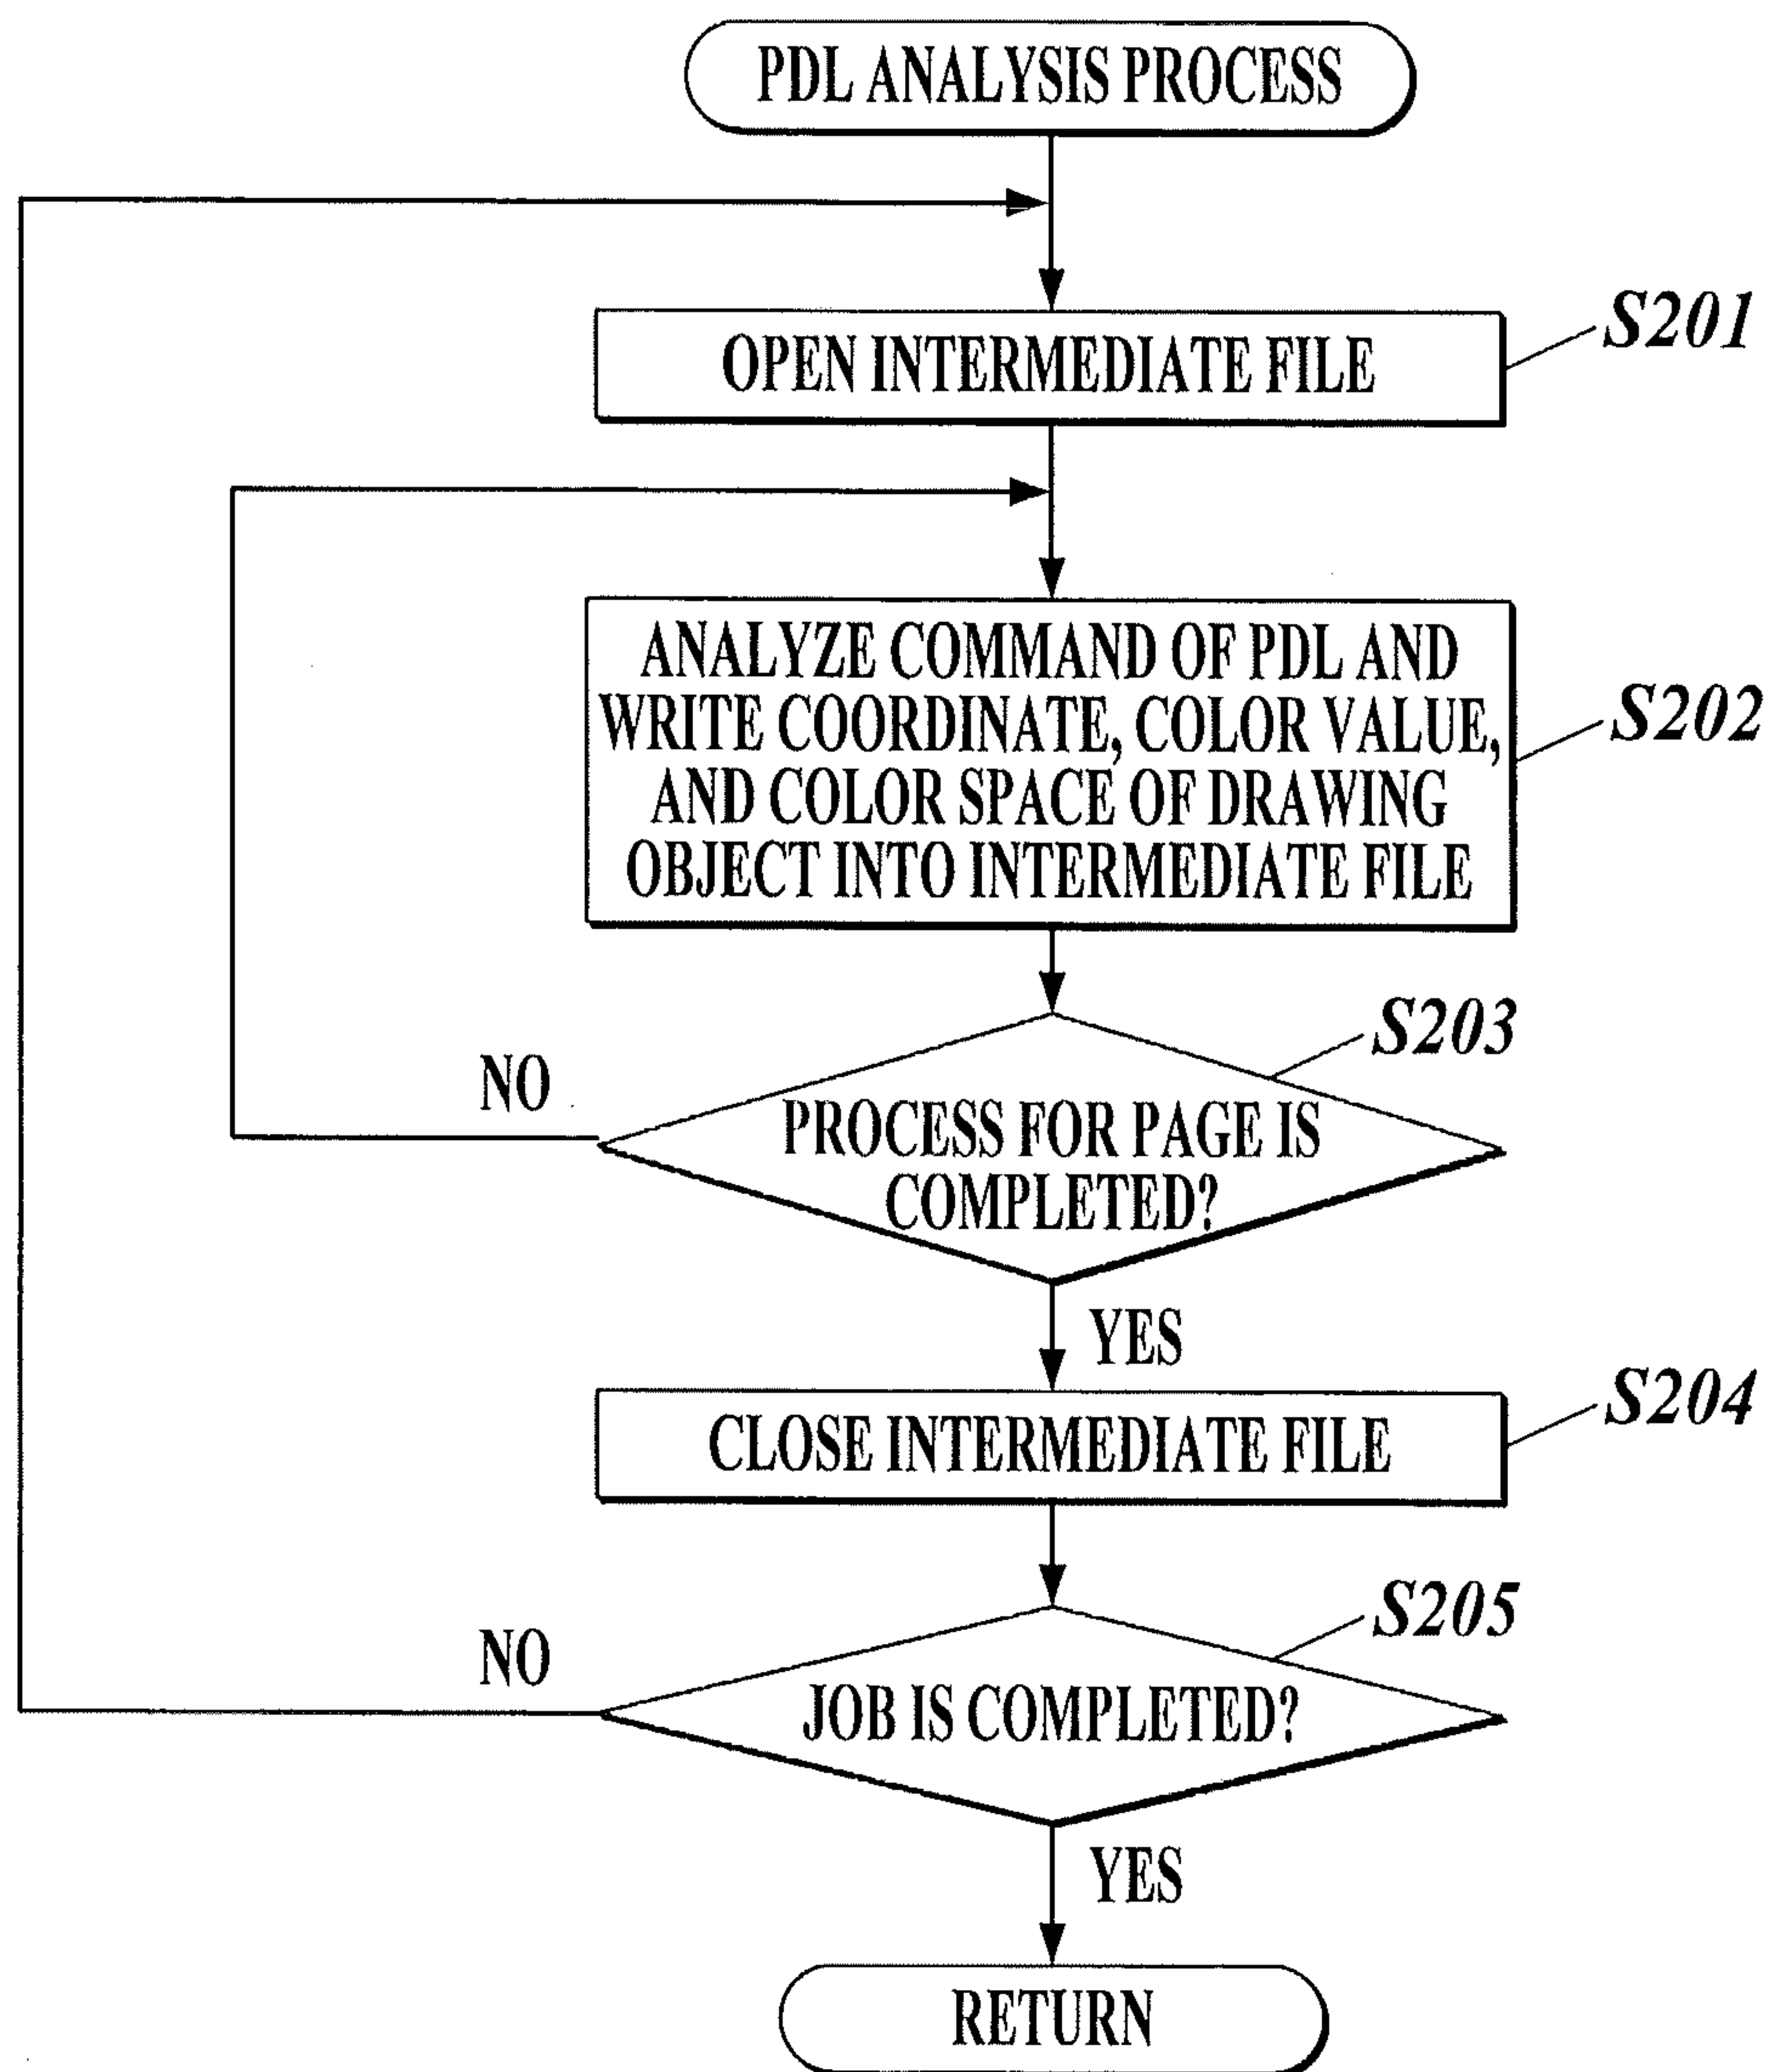 PDL ANALYSIS PROCESS
OPEN INTERMEDIATE FILE
S201
ANALYZE COMMAND OF PDL AND
WRITE COORDINATE, COLOR VALUE,
AND COLOR SPACE OF DRAWING
OBJECT INTO INTERMEDIATE FILE
S202
S203
NO
PROCESS FOR PAGE IS
COMPLETED?
YES
CLOSE INTERMEDIATE FILE
S204
S205
NO
JOB IS COMPLETED?
YES
RETURN